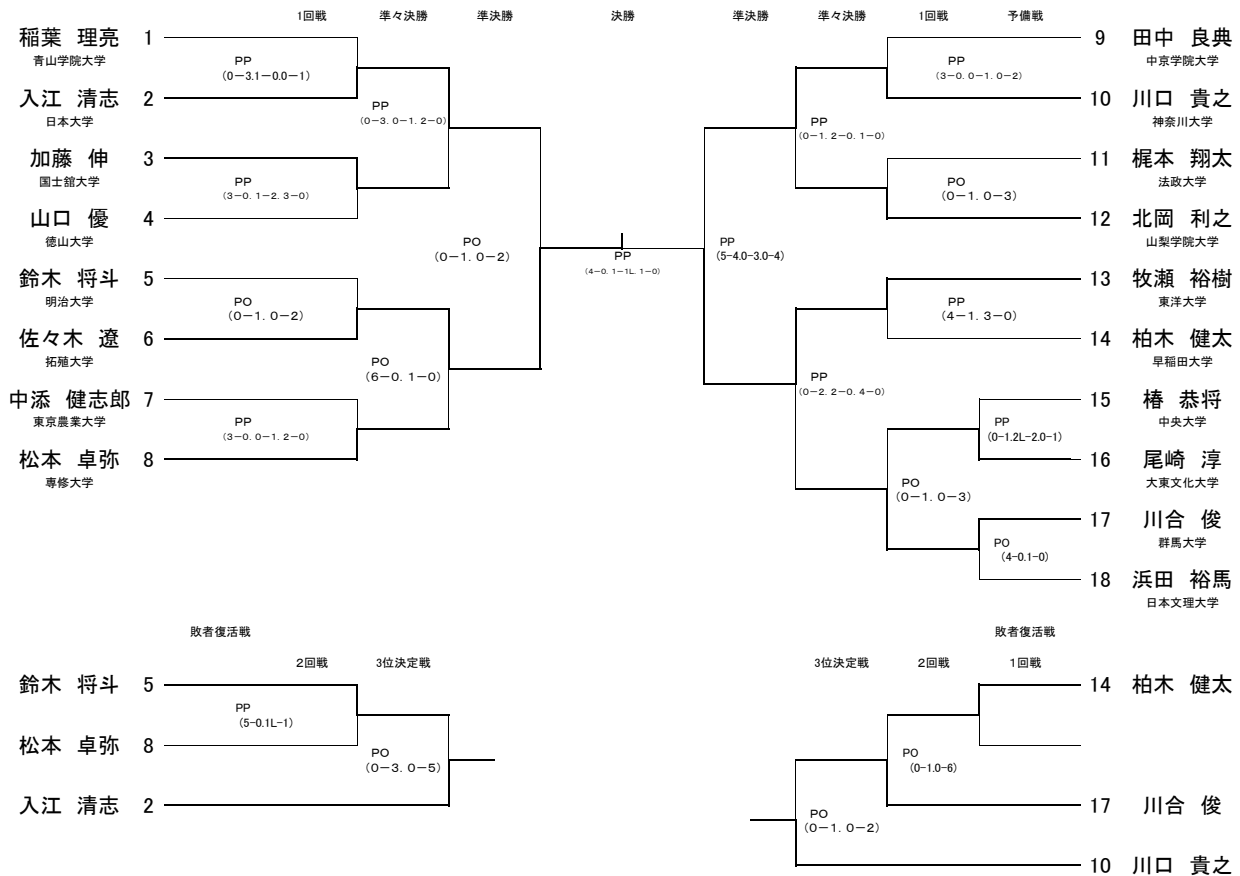 1回戦 準々決勝 準決勝 決勝 準決勝 準々決勝 1回戦 予備戦
稲葉 理亮 1
青山学院大学
PP
(0−3.1−0.0−1)
入江 清志 2
日本大学
PP
(0−3.0−1.2−0)
加藤 伸 3
国士舘大学
PP
(3−0.1−2.3−0)
山口 優 4
徳山大学
PO
(0−1.0−2)
鈴木 将斗 5
明治大学
PO
(0−1.0−2)
佐々木 遼 6
拓殖大学
PO
(6−0.1−0)
中添 健志郎 7
東京農業大学
PP
(3−0.0−1.2−0)
松本 卓弥 8
専修大学
PP
(4−0.1−1L.1−0)
9 田中 良典
中京学院大学
PP
(3−0.0−1.0−2)
10 川口 貴之
神奈川大学
PP
(0−1.2−0.1−0)
11 梶本 翔太
法政大学
PO
(0−1.0−3)
12 北岡 利之
山梨学院大学
PP
(5-4.0-3.0-4)
13 牧瀬 裕樹
東洋大学
PP
(4−1.3−0)
14 柏木 健太
早稲田大学
PP
(0−2.2−0.4−0)
15 椿 恭将
中央大学
PP
(0-1.2L-2.0-1)
16 尾崎 淳
大東文化大学
PO
(0−1.0−3)
17 川合 俊
群馬大学
PO
(4-0.1-0)
18 浜田 裕馬
日本文理大学
敗者復活戦
2回戦 3位決定戦
鈴木 将斗 5
PP
(5-0.1L-1)
松本 卓弥 8
PO
(0−3.0−5)
入江 清志 2
敗者復活戦
3位決定戦 2回戦 1回戦
14 柏木 健太
PO
(0-1.0-6)
17 川合 俊
PO
(0−1.0−2)
10 川口 貴之